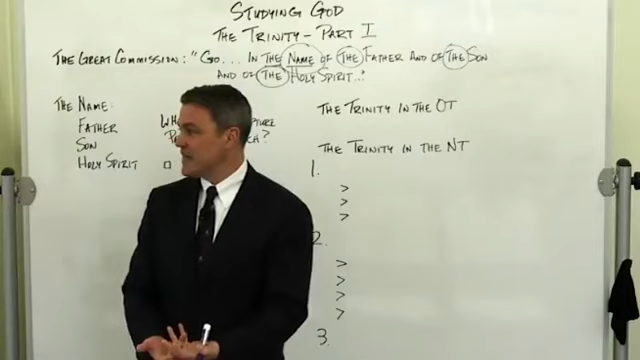 STUDYING GOD
THE TRINITY - PART I
THE GREAT COMMISSION: "GO... IN THE NAME OF THE FATHER AND OF THE SON
AND OF THE HOLY SPIRIT..."
THE NAME:
FATHER
SON
HOLY SPIRIT
THE TRINITY IN THE OT
THE TRINITY IN THE NT
1.
>
>
>
2.
>
>
>
>
3.